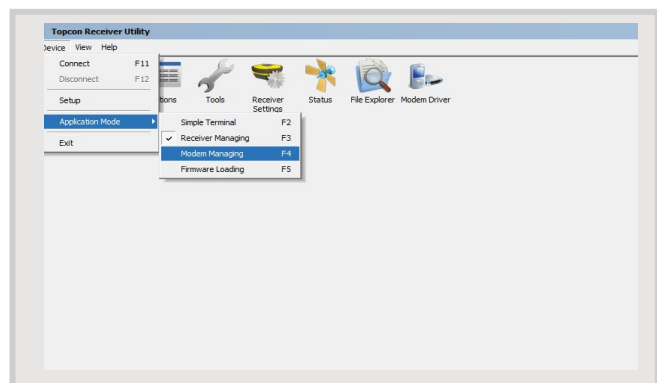 Topcon Receiver Utility
Device View Help
Connect F11
Disconnect F12
Setup
Application Mode
Exit
Simple Terminal F2
Receiver Managing F3
Modem Managing F4
Firmware Loading F5
tions
Tools
Receiver Settings
Status
File Explorer
Modem Driver